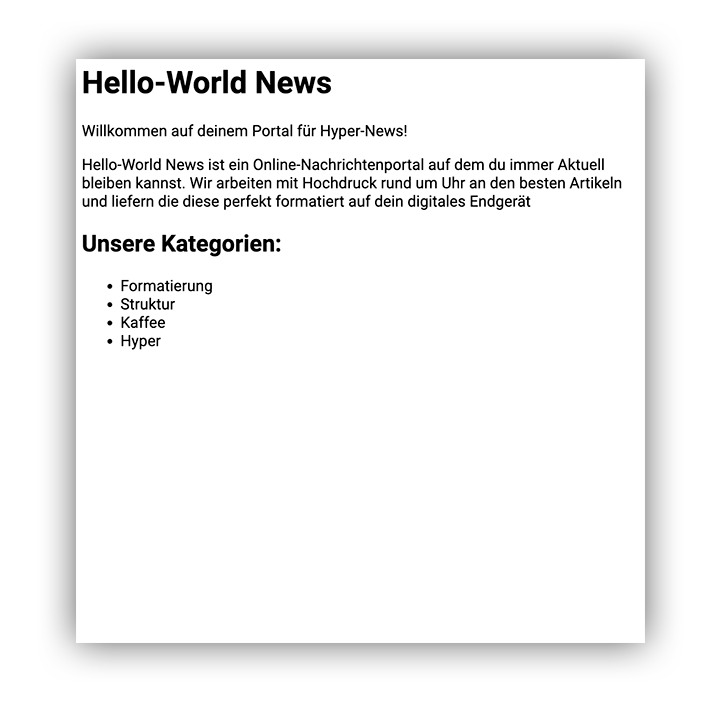 Hello-World News
Willkommen auf deinem Portal für Hyper-News!
Hello-World News ist ein Online-Nachrichtenportal auf dem du immer Aktuell
bleiben kannst. Wir arbeiten mit Hochdruck rund um Uhr an den besten Artikeln
und liefern die diese perfekt formatiert auf dein digitales Endgerät
Unsere Kategorien:
• Formatierung
• Struktur
• Kaffee
• Hyper